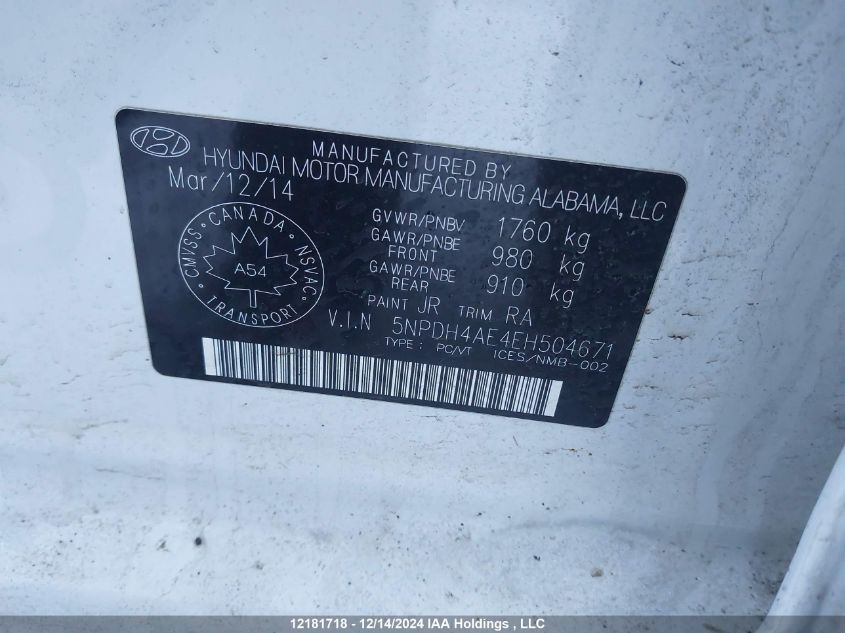 MANUFACTURED BY
HYUNDAI MOTOR MANUFACTURING ALABAMA, LLC
Mar/12/14
GVWR/PNBV 1760 kg
GAWR/PNBE FRONT 980 kg
GAWR/PNBE REAR 910 kg
PAINT JR TRIM RA
V.I.N 5NPDH4AE4EH504671
TYPE: PC/VT ICES/NMB-002
CANADA
CMVSS · NSVAC
A54
TRANSPORT
12181718 - 12/14/2024 IAA Holdings , LLC